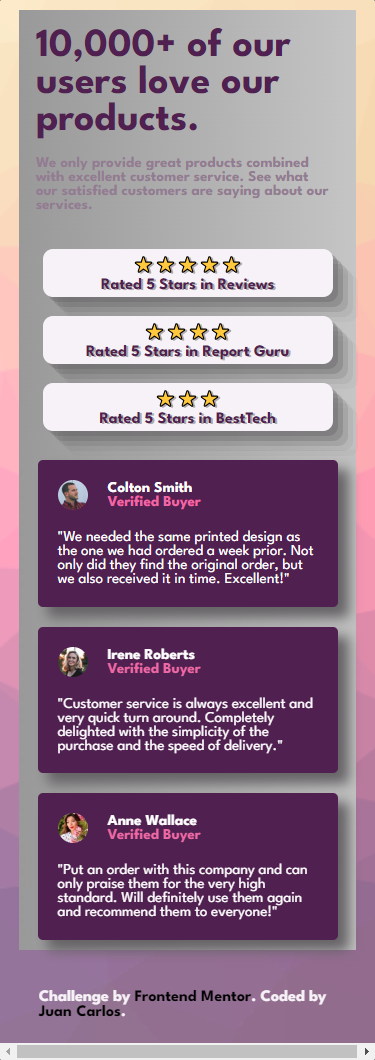 10,000+ of our
users love our
products.
We only provide great products combined
with excellent customer service. See what
our satisfied customers are saying about our
services.
Rated 5 Stars in Reviews
Rated 5 Stars in Report Guru
Rated 5 Stars in BestTech
Colton Smith
Verified Buyer
"We needed the same printed design as
the one we had ordered a week prior. Not
only did they find the original order, but
we also received it in time. Excellent!"
Irene Roberts
Verified Buyer
"Customer service is always excellent and
very quick turn around. Completely
delighted with the simplicity of the
purchase and the speed of delivery."
Anne Wallace
Verified Buyer
"Put an order with this company and can
only praise them for the very high
standard. Will definitely use them again
and recommend them to everyone!"
Challenge by Frontend Mentor. Coded by
Juan Carlos.